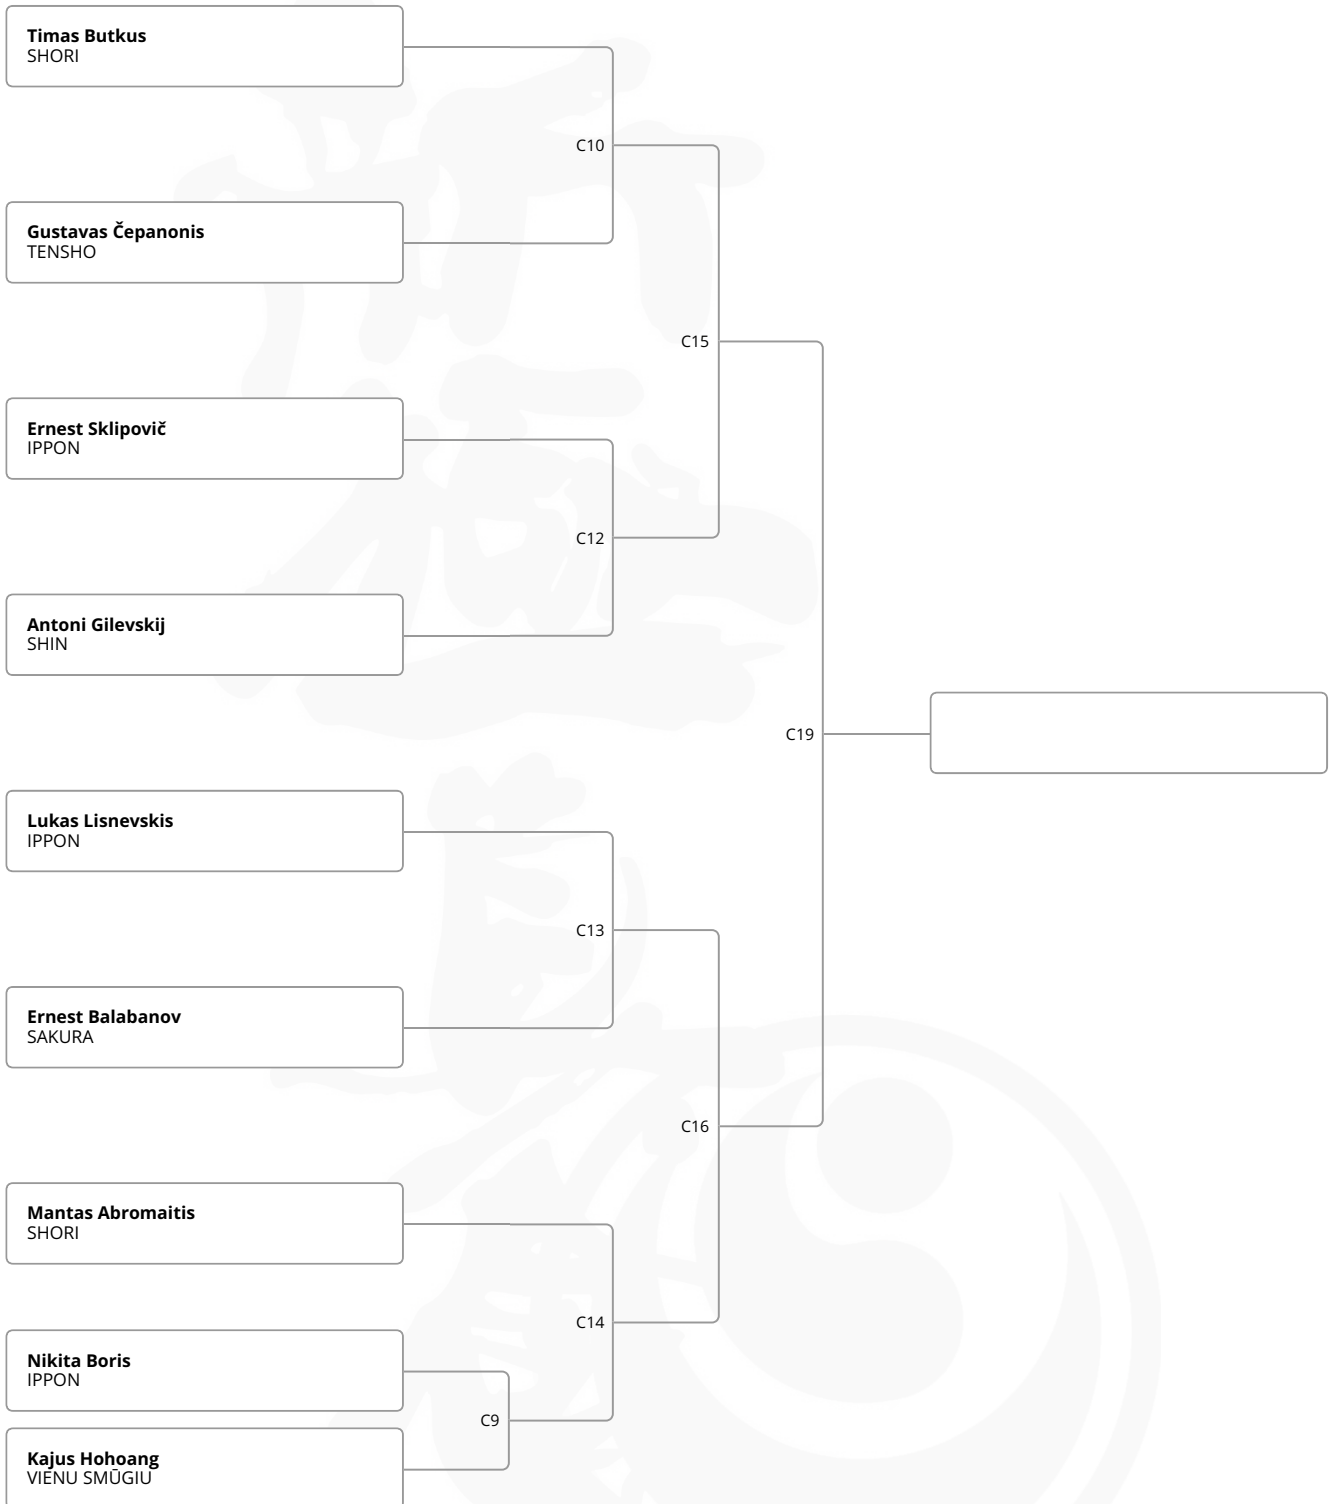 Timas Butkus
SHORI
C10
Gustavas Čepanonis
TENSHO
C15
Ernest Sklipovič
IPPON
C12
Antoni Gilevskij
SHIN
C19
Lukas Lisnevskis
IPPON
C13
Ernest Balabanov
SAKURA
C16
Mantas Abromaitis
SHORI
C14
Nikita Boris
IPPON
C9
Kajus Hohoang
VIENU SMŪGIU